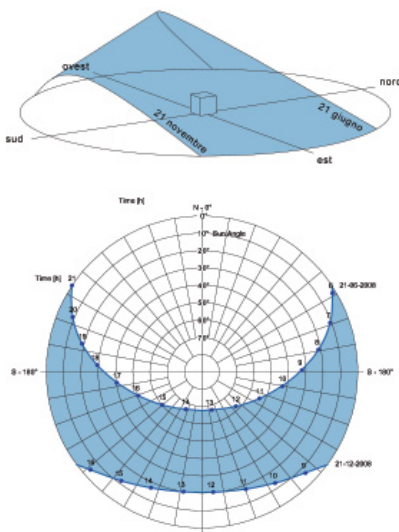 ovest
nord
21 giugno
21 novembre
sud
est
Time [h]
N - 0°
0°
10°
Sun Angle
20°
30°
40°
50°
60°
70°
Time [h]
21
20
19
18
17
16
15
14
13
12
11
10
9
8
7
6
21-06-2008
S - 180°
S - 180°
16
15
14
13
12
11
10
9
21-12-2008